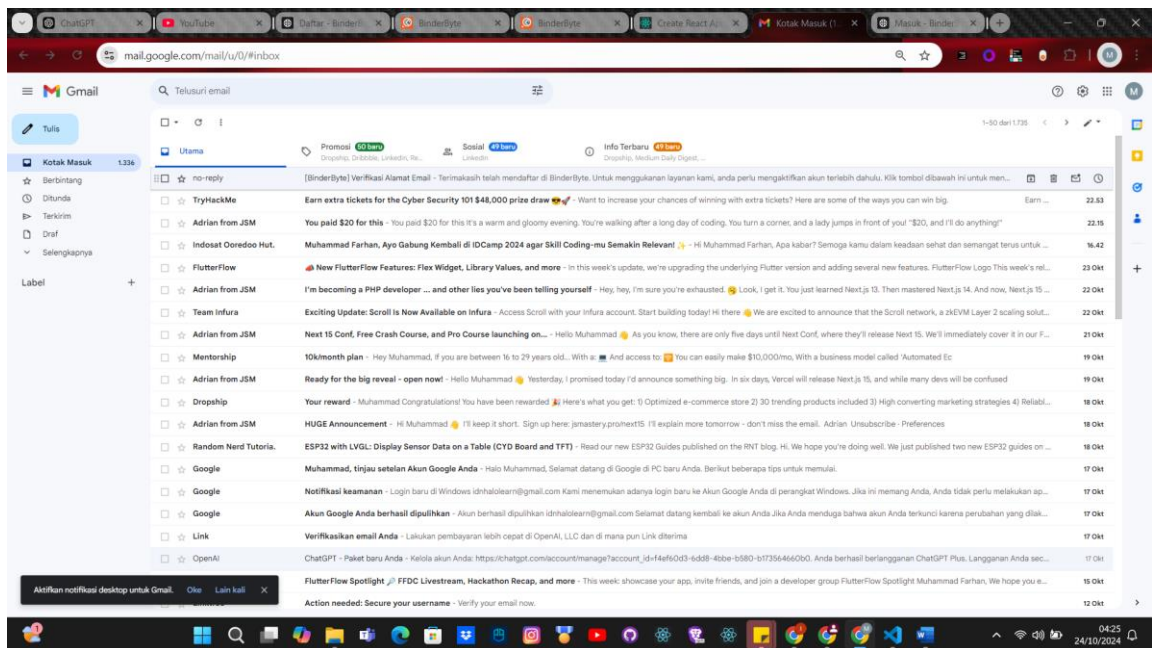 ChatGPT YouTube Daftar - Binderl BinderByte BinderByte Create React A Kotak Masuk (1 Masuk - Binder
mail.google.com/mail/u/0/#inbox M
Gmail Telusuri email M
Tulis 1–50 dari 1.735
Utama Promosi 50 baru Sosial 49 baru Info Terbaru 49 baru
Dropship, Dribbble, LinkedIn, Re... LinkedIn Dropship, Medium Daily Digest, ...
Kotak Masuk 1.336
Berbintang
Ditunda
Terkirim
Draf
Selengkapnya
Label
no-reply [BinderByte] Verifikasi Alamat Email - Terimakasih telah mendaftar di BinderByte. Untuk menggukanan layanan kami, anda perlu mengaktifkan akun terlebih dahulu. Klik tombol dibawah ini untuk men...
TryHackMe Earn extra tickets for the Cyber Security 101 $48,000 prize draw 😎🚀 - Want to increase your chances of winning with extra tickets? Here are some of the ways you can win big. Earn ... 22.53
Adrian from JSM You paid $20 for this - You paid $20 for this It's a warm and gloomy evening. You're walking after a long day of coding. You turn a corner, and a lady jumps in front of you! "$20, and I'll do anything!" 22.15
Indosat Ooredoo Hut. Muhammad Farhan, Ayo Gabung Kembali di IDCamp 2024 agar Skill Coding-mu Semakin Relevan! ✨ - Hi Muhammad Farhan, Apa kabar? Semoga kamu dalam keadaan sehat dan semangat terus untuk ... 16.42
FlutterFlow 📣 New FlutterFlow Features: Flex Widget, Library Values, and more - In this week's update, we're upgrading the underlying Flutter version and adding several new features. FlutterFlow Logo This week's rel... 23 Okt
Adrian from JSM I'm becoming a PHP developer ... and other lies you've been telling yourself - Hey, hey, I'm sure you're exhausted. 😪 Look, I get it. You just learned Next.js 13. Then mastered Next.js 14. And now, Next.js 15 ... 22 Okt
Team Infura Exciting Update: Scroll Is Now Available on Infura - Access Scroll with your Infura account. Start building today! Hi there 👋 We are excited to announce that the Scroll network, a zkEVM Layer 2 scaling solut... 22 Okt
Adrian from JSM Next 15 Conf, Free Crash Course, and Pro Course launching on... - Hello Muhammad 👋 As you know, there are only five days until Next Conf, where they'll release Next 15. We'll immediately cover it in our F... 21 Okt
Mentorship 10k/month plan - Hey Muhammad, If you are between 16 to 29 years old... With a: 💻 And access to: 🛜 You can easily make $10,000/mo, With a business model called 'Automated Ec 19 Okt
Adrian from JSM Ready for the big reveal - open now! - Hello Muhammad 👋 Yesterday, I promised today I'd announce something big. In six days, Vercel will release Next.js 15, and while many devs will be confused 19 Okt
Dropship Your reward - Muhammad Congratulations! You have been rewarded 🎉 Here's what you get: 1) Optimized e-commerce store 2) 30 trending products included 3) High converting marketing strategies 4) Reliabl... 18 Okt
Adrian from JSM HUGE Announcement - Hi Muhammad 👋 I'll keep it short. Sign up here: jsmastery.pro/next15 I'll explain more tomorrow - don't miss the email. Adrian Unsubscribe · Preferences 18 Okt
Random Nerd Tutoria. ESP32 with LVGL: Display Sensor Data on a Table (CYD Board and TFT) - Read our new ESP32 Guides published on the RNT blog. Hi. We hope you're doing well. We just published two new ESP32 guides on ... 18 Okt
Google Muhammad, tinjau setelan Akun Google Anda - Halo Muhammad, Selamat datang di Google di PC baru Anda. Berikut beberapa tips untuk memulai. 17 Okt
Google Notifikasi keamanan - Login baru di Windows idnhalolearn@gmail.com Kami menemukan adanya login baru ke Akun Google Anda di perangkat Windows. Jika ini memang Anda, Anda tidak perlu melakukan ap... 17 Okt
Google Akun Google Anda berhasil dipulihkan - Akun berhasil dipulihkan idnhalolearn@gmail.com Selamat datang kembali ke akun Anda Jika Anda menduga bahwa akun Anda terkunci karena perubahan yang dilak... 17 Okt
Link Verifikasikan email Anda - Lakukan pembayaran lebih cepat di OpenAI, LLC dan di mana pun Link diterima 17 Okt
OpenAI ChatGPT - Paket baru Anda - Kelola akun Anda: https://chatgpt.com/account/manage?account_id=f4ef60d3-6dd8-4bbe-b580-b173564660b0. Anda berhasil berlangganan ChatGPT Plus. Langganan Anda sec... 17 Okt
FlutterFlow Spotlight 🔎 FFDC Livestream, Hackathon Recap, and more - This week: showcase your app, invite friends, and join a developer group FlutterFlow Spotlight Muhammad Farhan, We hope you e... 15 Okt
Aktifkan notifikasi desktop untuk Gmail. Oke Lain kali
Action needed: Secure your username - Verify your email now. 12 Okt
04:25
24/10/2024